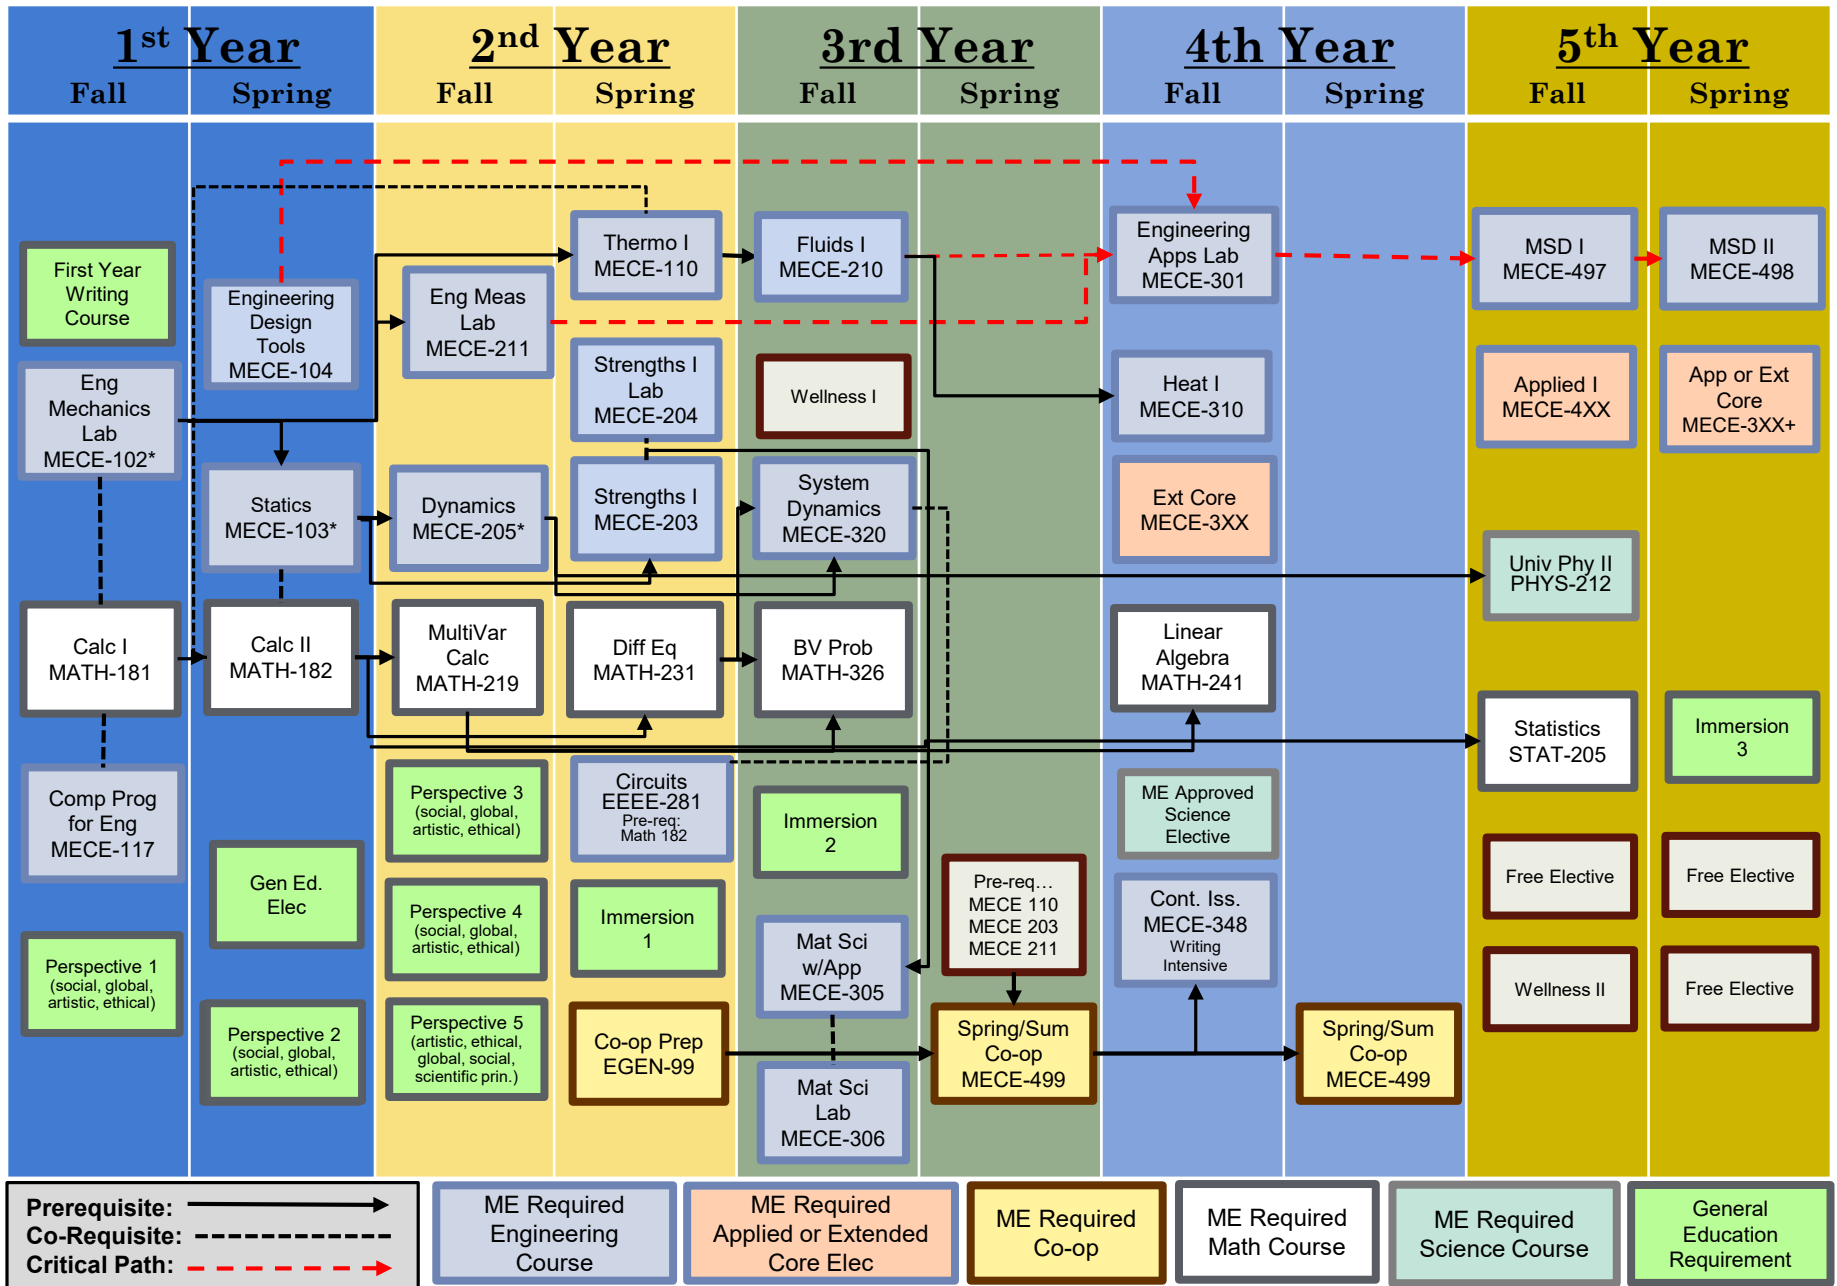 1st Year
Fall
Spring
2nd Year
Fall
Spring
3rd Year
Fall
Spring
4th Year
Fall
Spring
5th Year
Fall
Spring
First Year
Writing
Course
Eng
Mechanics
Lab
MECE-102*
Calc I
MATH-181
Comp Prog
for Eng
MECE-117
Perspective 1
(social, global,
artistic, ethical)
Engineering
Design
Tools
MECE-104
Statics
MECE-103*
Calc II
MATH-182
Gen Ed.
Elec
Perspective 2
(social, global,
artistic, ethical)
Eng Meas
Lab
MECE-211
Dynamics
MECE-205*
MultiVar
Calc
MATH-219
Perspective 3
(social, global,
artistic, ethical)
Perspective 4
(social, global,
artistic, ethical)
Perspective 5
(artistic, ethical,
global, social,
scientific prin.)
Thermo I
MECE-110
Strengths I
Lab
MECE-204
Strengths I
MECE-203
Diff Eq
MATH-231
Circuits
EEEE-281
Pre-req:
Math 182
Immersion
1
Co-op Prep
EGEN-99
Fluids I
MECE-210
Wellness I
System
Dynamics
MECE-320
BV Prob
MATH-326
Immersion
2
Mat Sci
w/App
MECE-305
Mat Sci
Lab
MECE-306
Pre-req...
MECE 110
MECE 203
MECE 211
Spring/Sum
Co-op
MECE-499
Engineering
Apps Lab
MECE-301
Heat I
MECE-310
Ext Core
MECE-3XX
Linear
Algebra
MATH-241
ME Approved
Science
Elective
Cont. Iss.
MECE-348
Writing
Intensive
Spring/Sum
Co-op
MECE-499
MSD I
MECE-497
Applied I
MECE-4XX
Univ Phy II
PHYS-212
Statistics
STAT-205
Free Elective
Wellness II
MSD II
MECE-498
App or Ext
Core
MECE-3XX+
Immersion
3
Free Elective
Free Elective
Prerequisite:
Co-Requisite:
Critical Path:
ME Required
Engineering
Course
ME Required
Applied or Extended
Core Elec
ME Required
Co-op
ME Required
Math Course
ME Required
Science Course
General
Education
Requirement